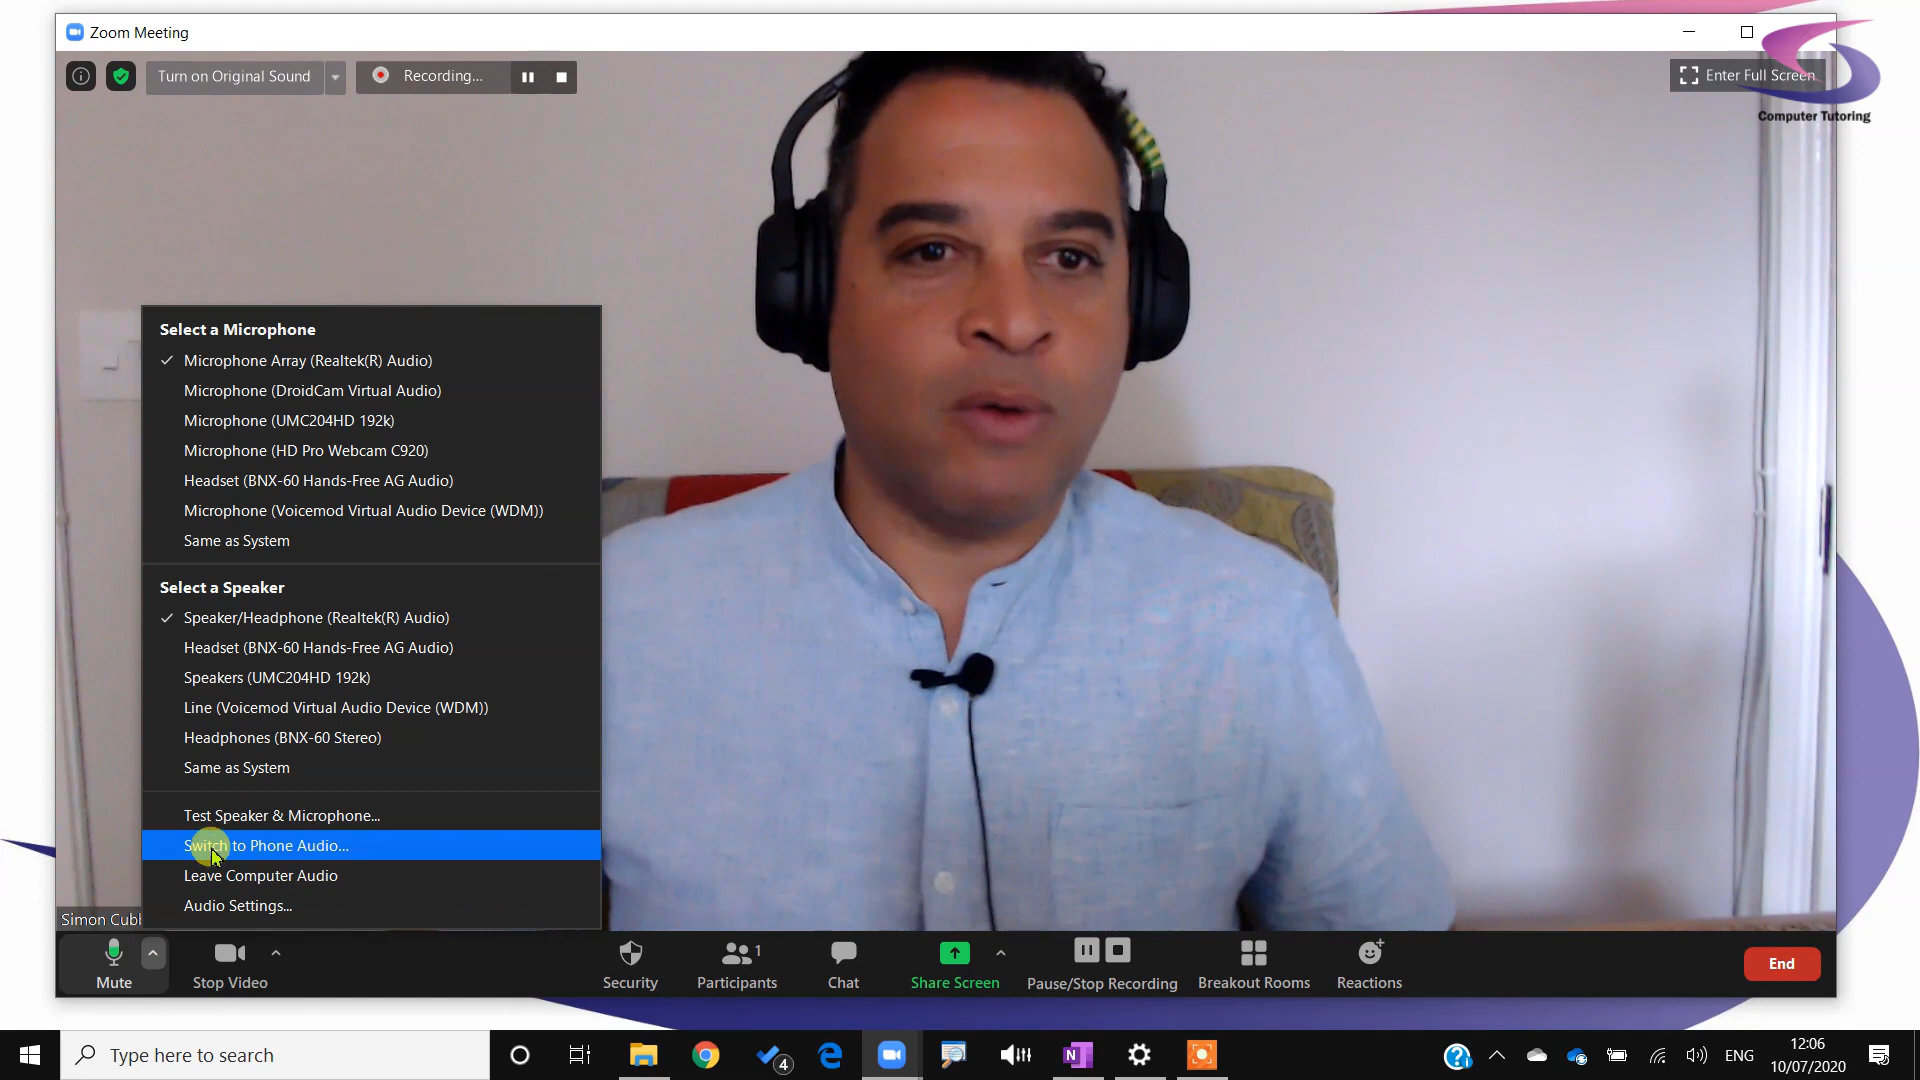 Zoom Meeting
Turn on Original Sound
Recording...
Enter Full Screen
Computer Tutoring
Select a Microphone
Microphone Array (Realtek(R) Audio)
Microphone (DroidCam Virtual Audio)
Microphone (UMC204HD 192k)
Microphone (HD Pro Webcam C920)
Headset (BNX-60 Hands-Free AG Audio)
Microphone (Voicemod Virtual Audio Device (WDM))
Same as System
Select a Speaker
Speaker/Headphone (Realtek(R) Audio)
Headset (BNX-60 Hands-Free AG Audio)
Speakers (UMC204HD 192k)
Line (Voicemod Virtual Audio Device (WDM))
Headphones (BNX-60 Stereo)
Same as System
Test Speaker & Microphone...
Switch to Phone Audio...
Leave Computer Audio
Audio Settings...
Simon Cubb
Mute
Stop Video
Security
1
Participants
Chat
Share Screen
Pause/Stop Recording
Breakout Rooms
Reactions
End
Type here to search
4
ENG
12:06
10/07/2020